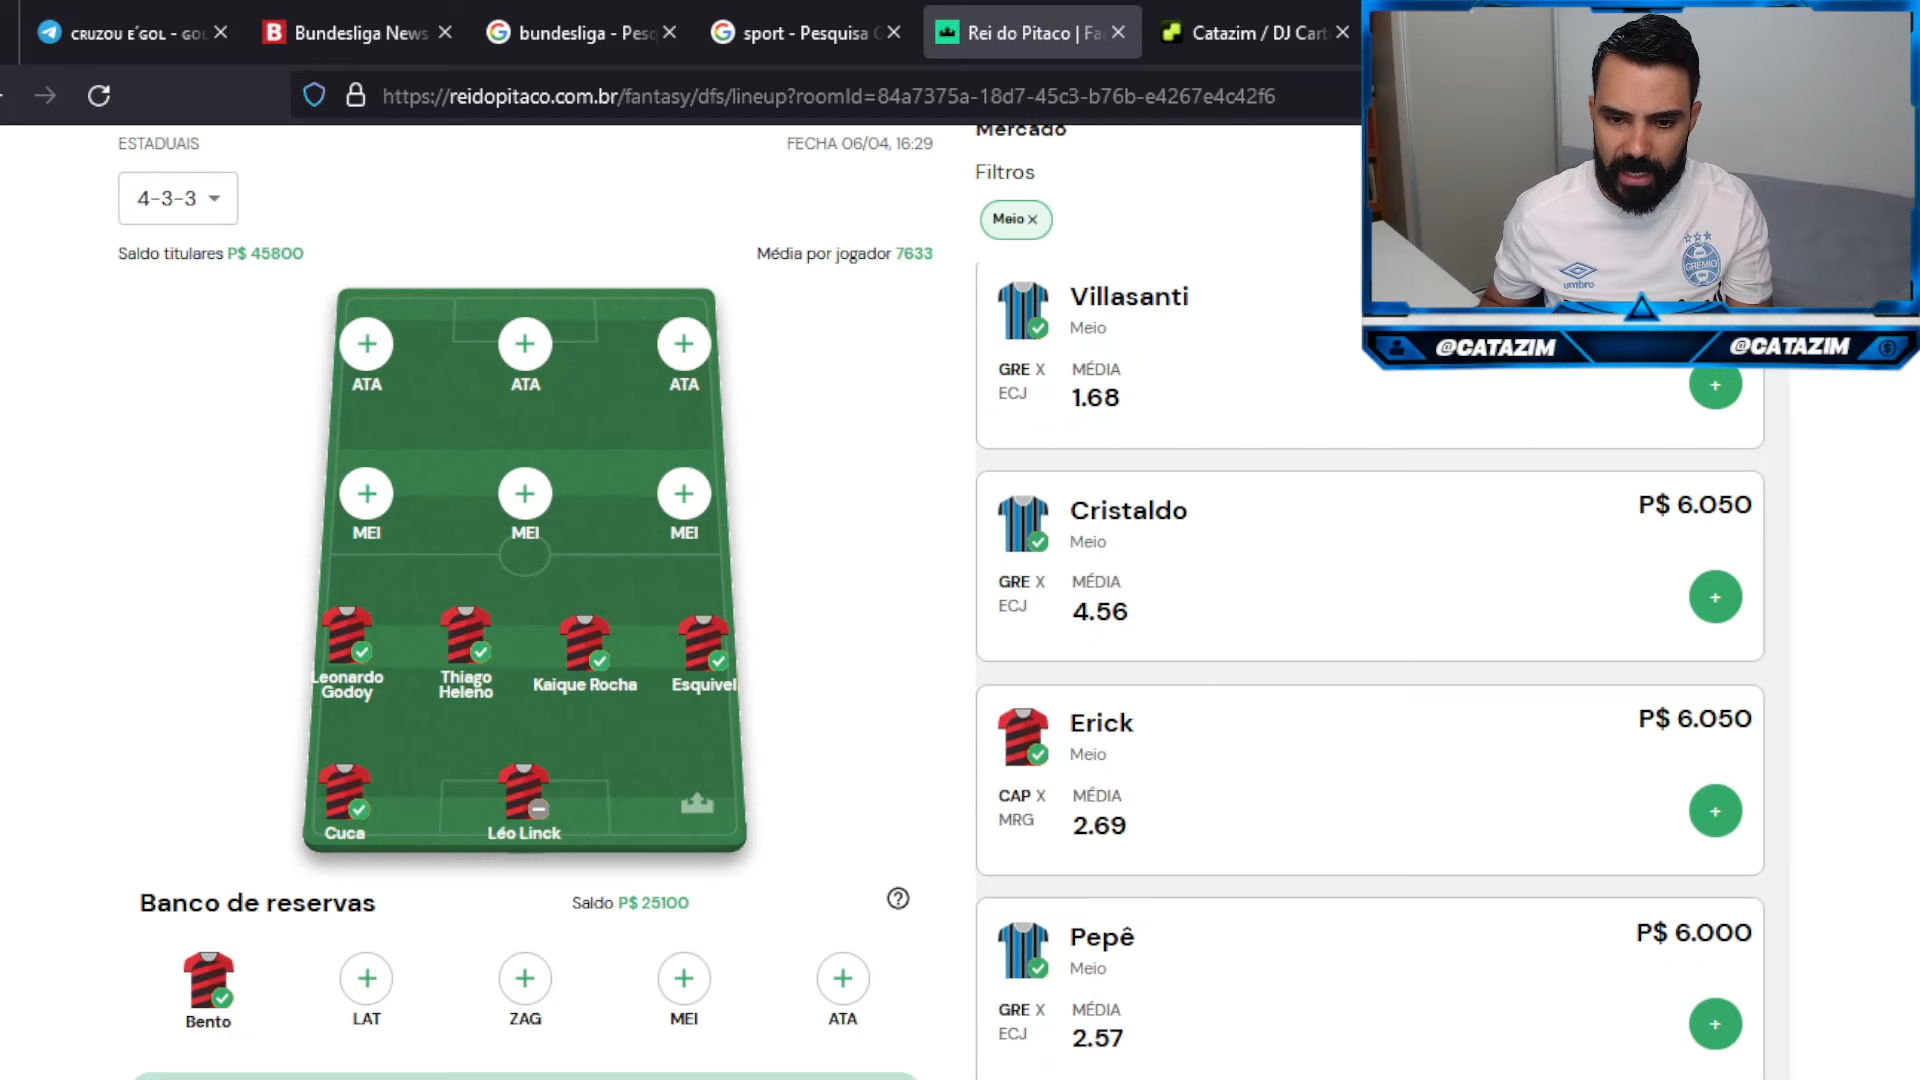 CRUZOU E´GOL - GOL
Bundesliga News
bundesliga - Pesq
sport - Pesquisa G
Rei do Pitaco | Fa
Catazim / DJ Cart
https://reidopitaco.com.br/fantasy/dfs/lineup?roomId=84a7375a-18d7-45c3-b76b-e4267e4c42f6
ESTADUAIS
FECHA 06/04, 16:29
4-3-3
Saldo titulares P$ 45800
Média por jogador 7633
ATA
ATA
ATA
MEI
MEI
MEI
Leonardo
Godoy
Thiago
Heleno
Kaique Rocha
Esquivel
Cuca
Léo Linck
Banco de reservas
Saldo P$ 25100
Bento
LAT
ZAG
MEI
ATA
Mercado
Filtros
Meio
Villasanti
Meio
GRE X
ECJ
MÉDIA
1.68
Cristaldo
Meio
P$ 6.050
GRE X
ECJ
MÉDIA
4.56
Erick
Meio
P$ 6.050
CAP X
MRG
MÉDIA
2.69
Pepê
Meio
P$ 6.000
GRE X
ECJ
MÉDIA
2.57
umbro
GREMIO
@CATAZIM
@CATAZIM